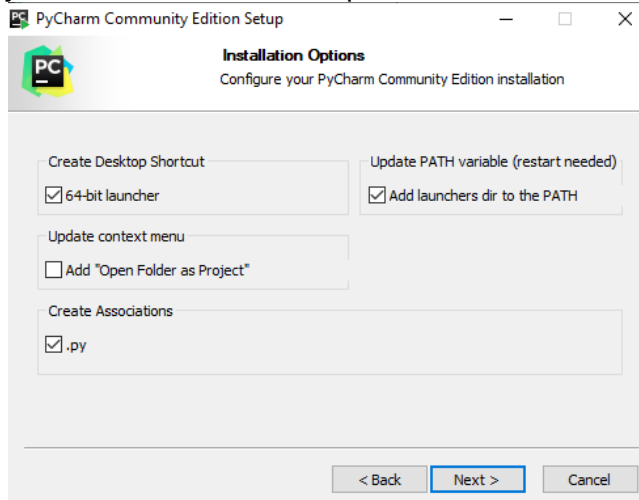 PyCharm Community Edition Setup
Installation Options
Configure your PyCharm Community Edition installation
Create Desktop Shortcut
64-bit launcher
Update PATH variable (restart needed)
Add launchers dir to the PATH
Update context menu
Add "Open Folder as Project"
Create Associations
.py
< Back
Next >
Cancel